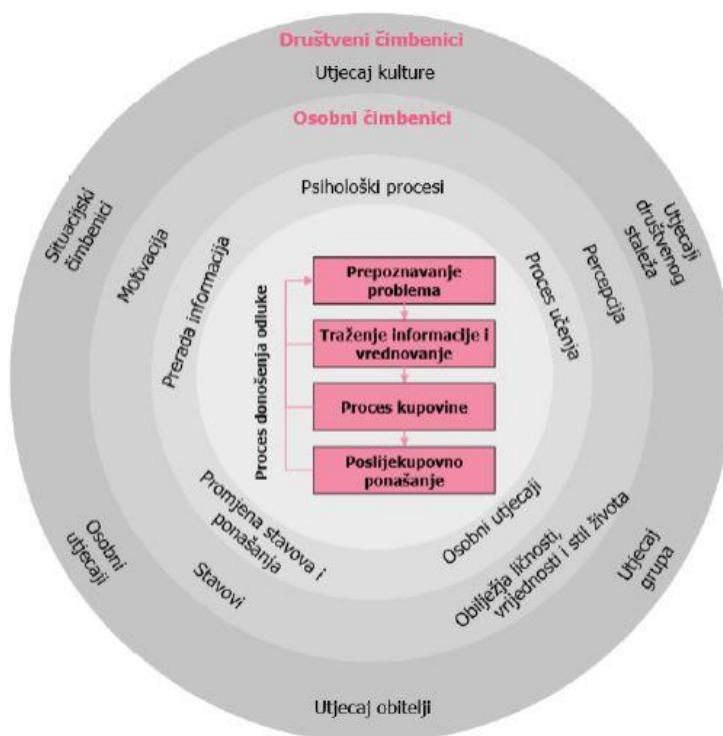 Društveni čimbenici
Utjecaj kulture
Osobni čimbenici
Psihološki procesi
Situacijski
čimbenici
Motivacija
Prerada informacija
Proces učenja
Percepcija
Utjecaji
društvenog
staleža
Proces donošenja odluke
Prepoznavanje
problema
Traženje informacije i
vrednovanje
Proces kupovine
Poslijekupovno
ponašanje
Osobni
utjecaji
Stavovi
Promjena stavova i
ponašanja
Osobni utjecaji
Obilježja ličnosti,
vrijednosti i stil života
Utjecaj
grupa
Utjecaj obitelji